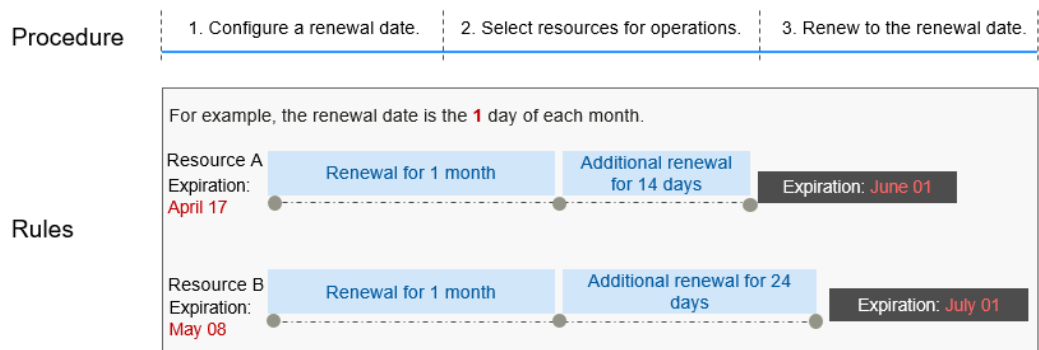 Procedure
1. Configure a renewal date.
2. Select resources for operations.
3. Renew to the renewal date.
Rules
For example, the renewal date is the 1 day of each month.
Resource A
Expiration:
April 17
Renewal for 1 month
Additional renewal
for 14 days
Expiration: June 01
Resource B
Expiration:
May 08
Renewal for 1 month
Additional renewal for 24
days
Expiration: July 01